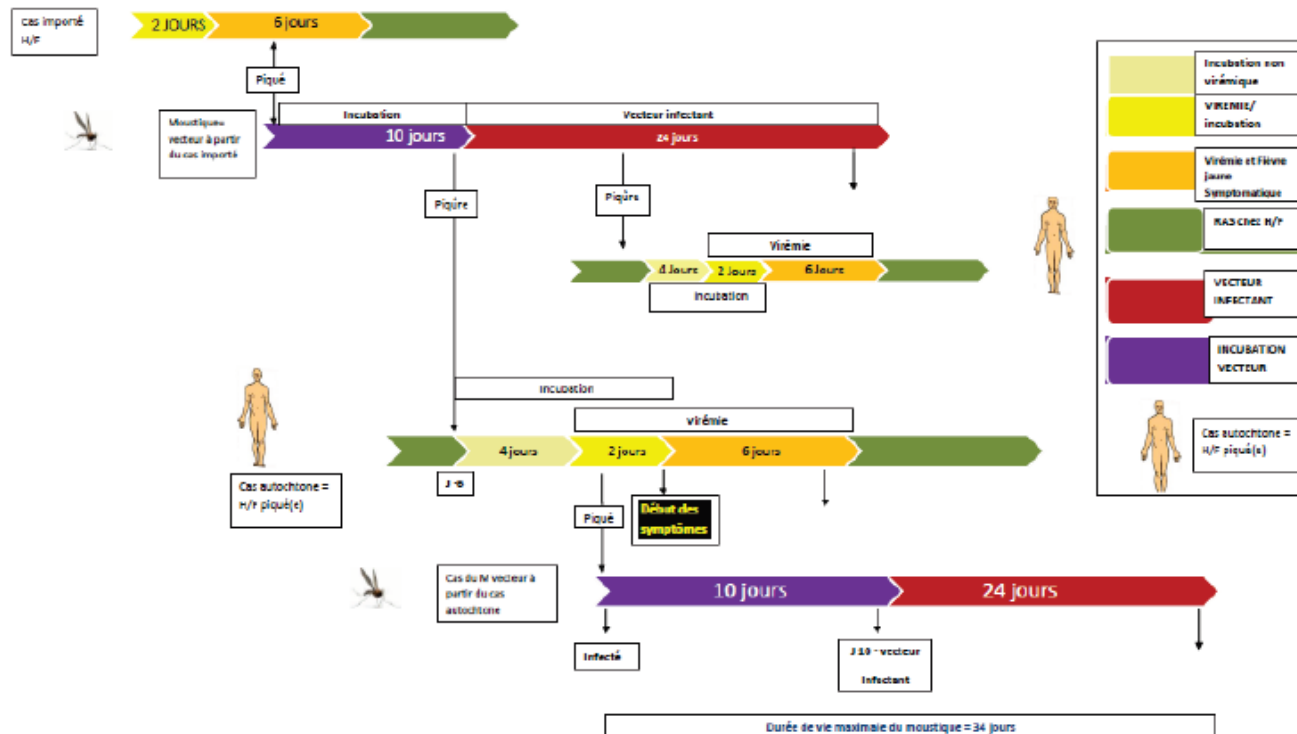 Cas importé
H/F
2 JOURS
6 jours
Piqué
Moustique=
vecteur à partir
du cas importé
Incubation
Vecteur infectant
10 jours
24 jours
Piqûre
Piqûre
Virémie
4 Jours
2 Jours
6 Jours
Incubation
Incubation
virémie
4 jours
2 jours
6 jours
Cas autochtone =
H/F piqué(e)
J -6
Piqué
Début des
symptômes
Cas du M vecteur à
partir du cas
autochtone
10 jours
24 jours
Infecté
J 10 - vecteur
Infectant
Durée de vie maximale du moustique = 34 jours
Incubation non
virémique
VIREMIE/
incubation
Virémie et Fièvre
jaune
Symptomatique
RAS chez H/F
VECTEUR
INFECTANT
INCUBATION
VECTEUR
Cas autochtone =
H/F piqué(e)